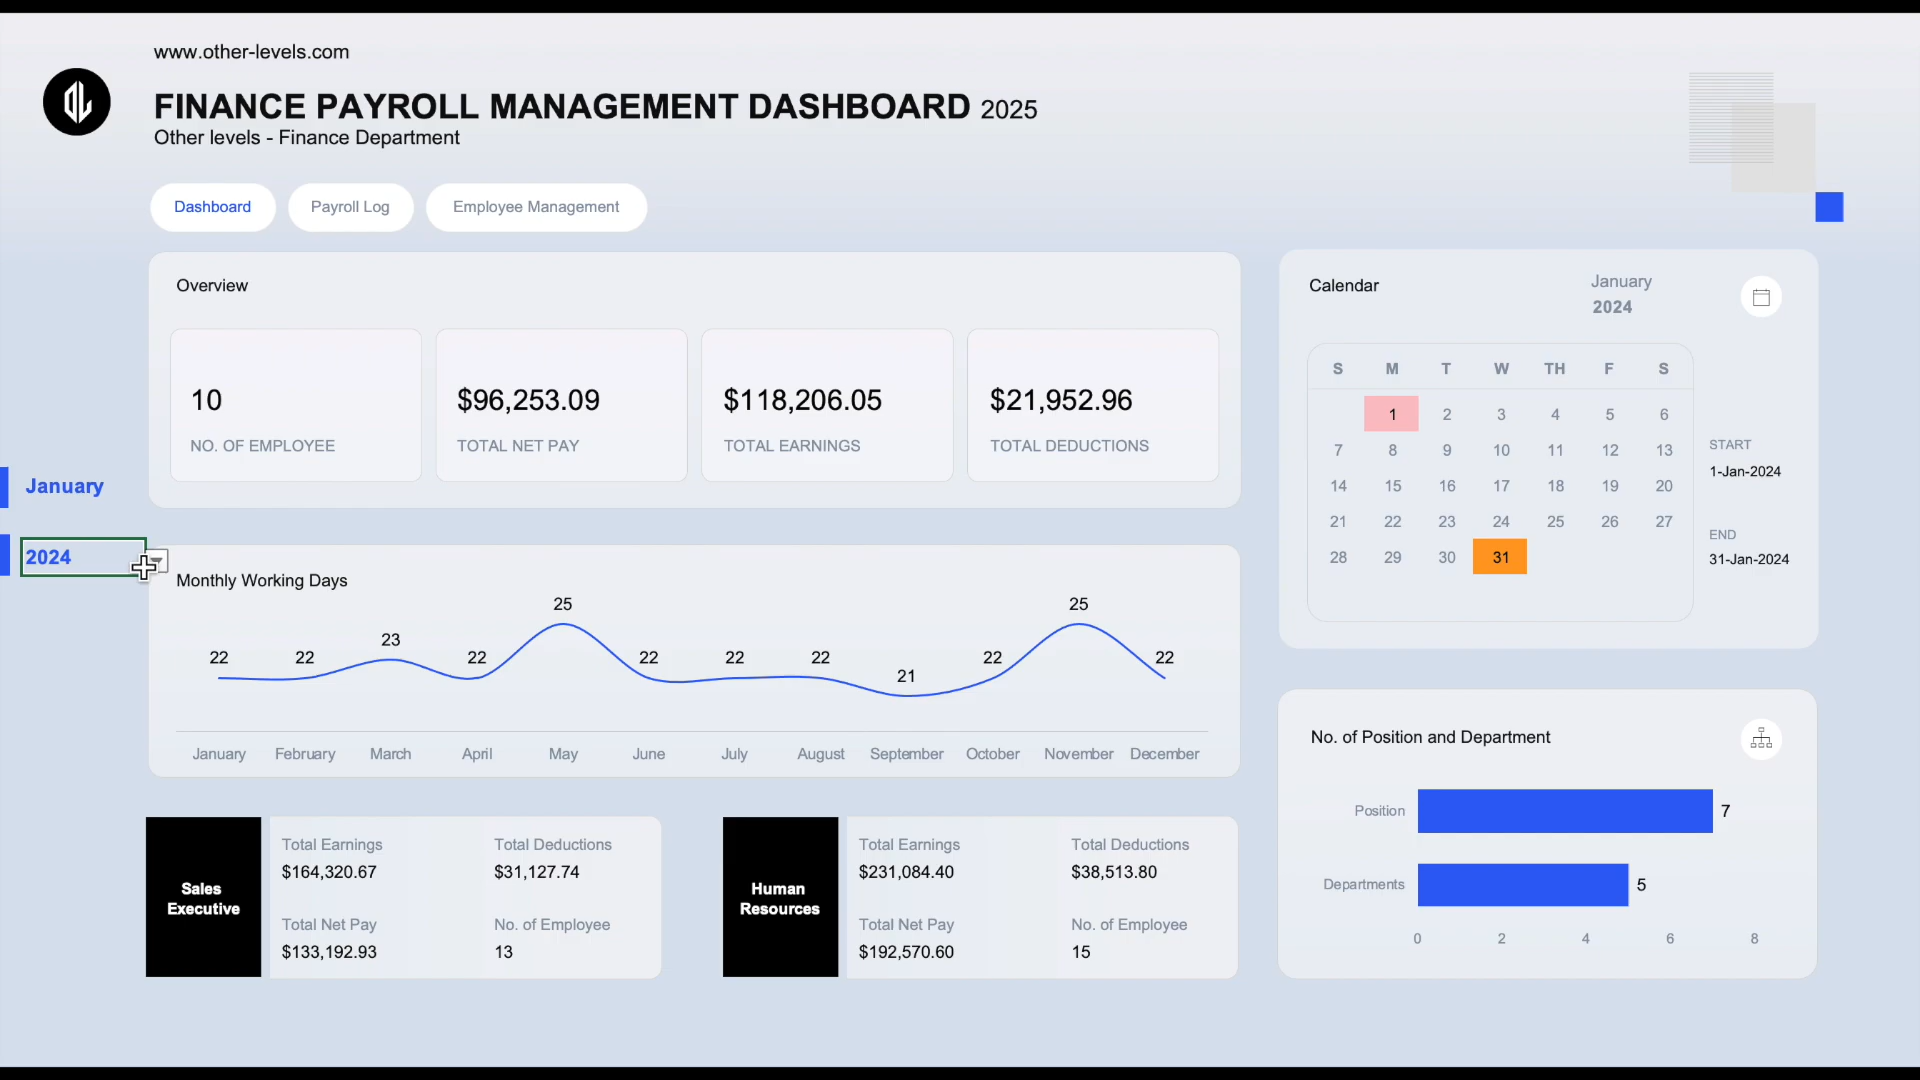 www.other-levels.com
FINANCE PAYROLL MANAGEMENT DASHBOARD 2025
Other levels - Finance Department
Dashboard
Payroll Log
Employee Management
January
2024
Overview
10
NO. OF EMPLOYEE
$96,253.09
TOTAL NET PAY
$118,206.05
TOTAL EARNINGS
$21,952.96
TOTAL DEDUCTIONS
Monthly Working Days
22 22 23 22 25 22 22 22 21 22 25 22
January February March April May June July August September October November December
Sales
Executive
Total Earnings
$164,320.67
Total Deductions
$31,127.74
Total Net Pay
$133,192.93
No. of Employee
13
Human
Resources
Total Earnings
$231,084.40
Total Deductions
$38,513.80
Total Net Pay
$192,570.60
No. of Employee
15
Calendar
January
2024
S M T W TH F S
1 2 3 4 5 6
7 8 9 10 11 12 13
14 15 16 17 18 19 20
21 22 23 24 25 26 27
28 29 30 31
START
1-Jan-2024
END
31-Jan-2024
No. of Position and Department
Position 7
Departments 5
0 2 4 6 8